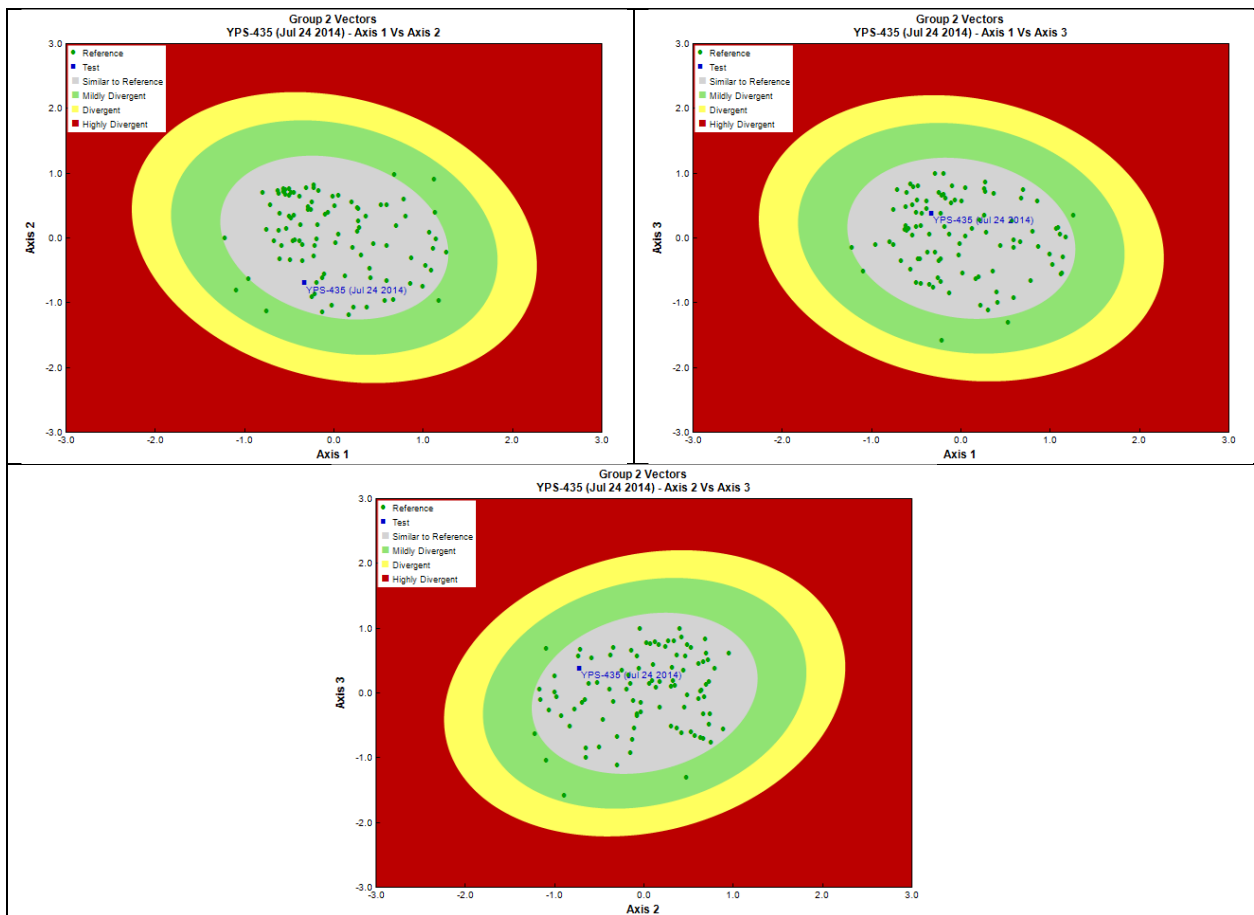 Group 2 Vectors
YPS-435 (Jul 24 2014) - Axis 1 Vs Axis 2
3.0
Reference
Test
Similar to Reference
Mildly Divergent
Divergent
Highly Divergent
2.0
1.0
0.0
-1.0
-2.0
-3.0
Axis 2
YPS-435 (Jul 24 2014)
-3.0 -2.0 -1.0 0.0 1.0 2.0 3.0
Axis 1
Group 2 Vectors
YPS-435 (Jul 24 2014) - Axis 1 Vs Axis 3
3.0
Reference
Test
Similar to Reference
Mildly Divergent
Divergent
Highly Divergent
2.0
1.0
0.0
-1.0
-2.0
-3.0
Axis 3
YPS-435 (Jul 24 2014)
-3.0 -2.0 -1.0 0.0 1.0 2.0 3.0
Axis 1
Group 2 Vectors
YPS-435 (Jul 24 2014) - Axis 2 Vs Axis 3
3.0
Reference
Test
Similar to Reference
Mildly Divergent
Divergent
Highly Divergent
2.0
1.0
0.0
-1.0
-2.0
-3.0
Axis 3
YPS-435 (Jul 24 2014)
-3.0 -2.0 -1.0 0.0 1.0 2.0 3.0
Axis 2